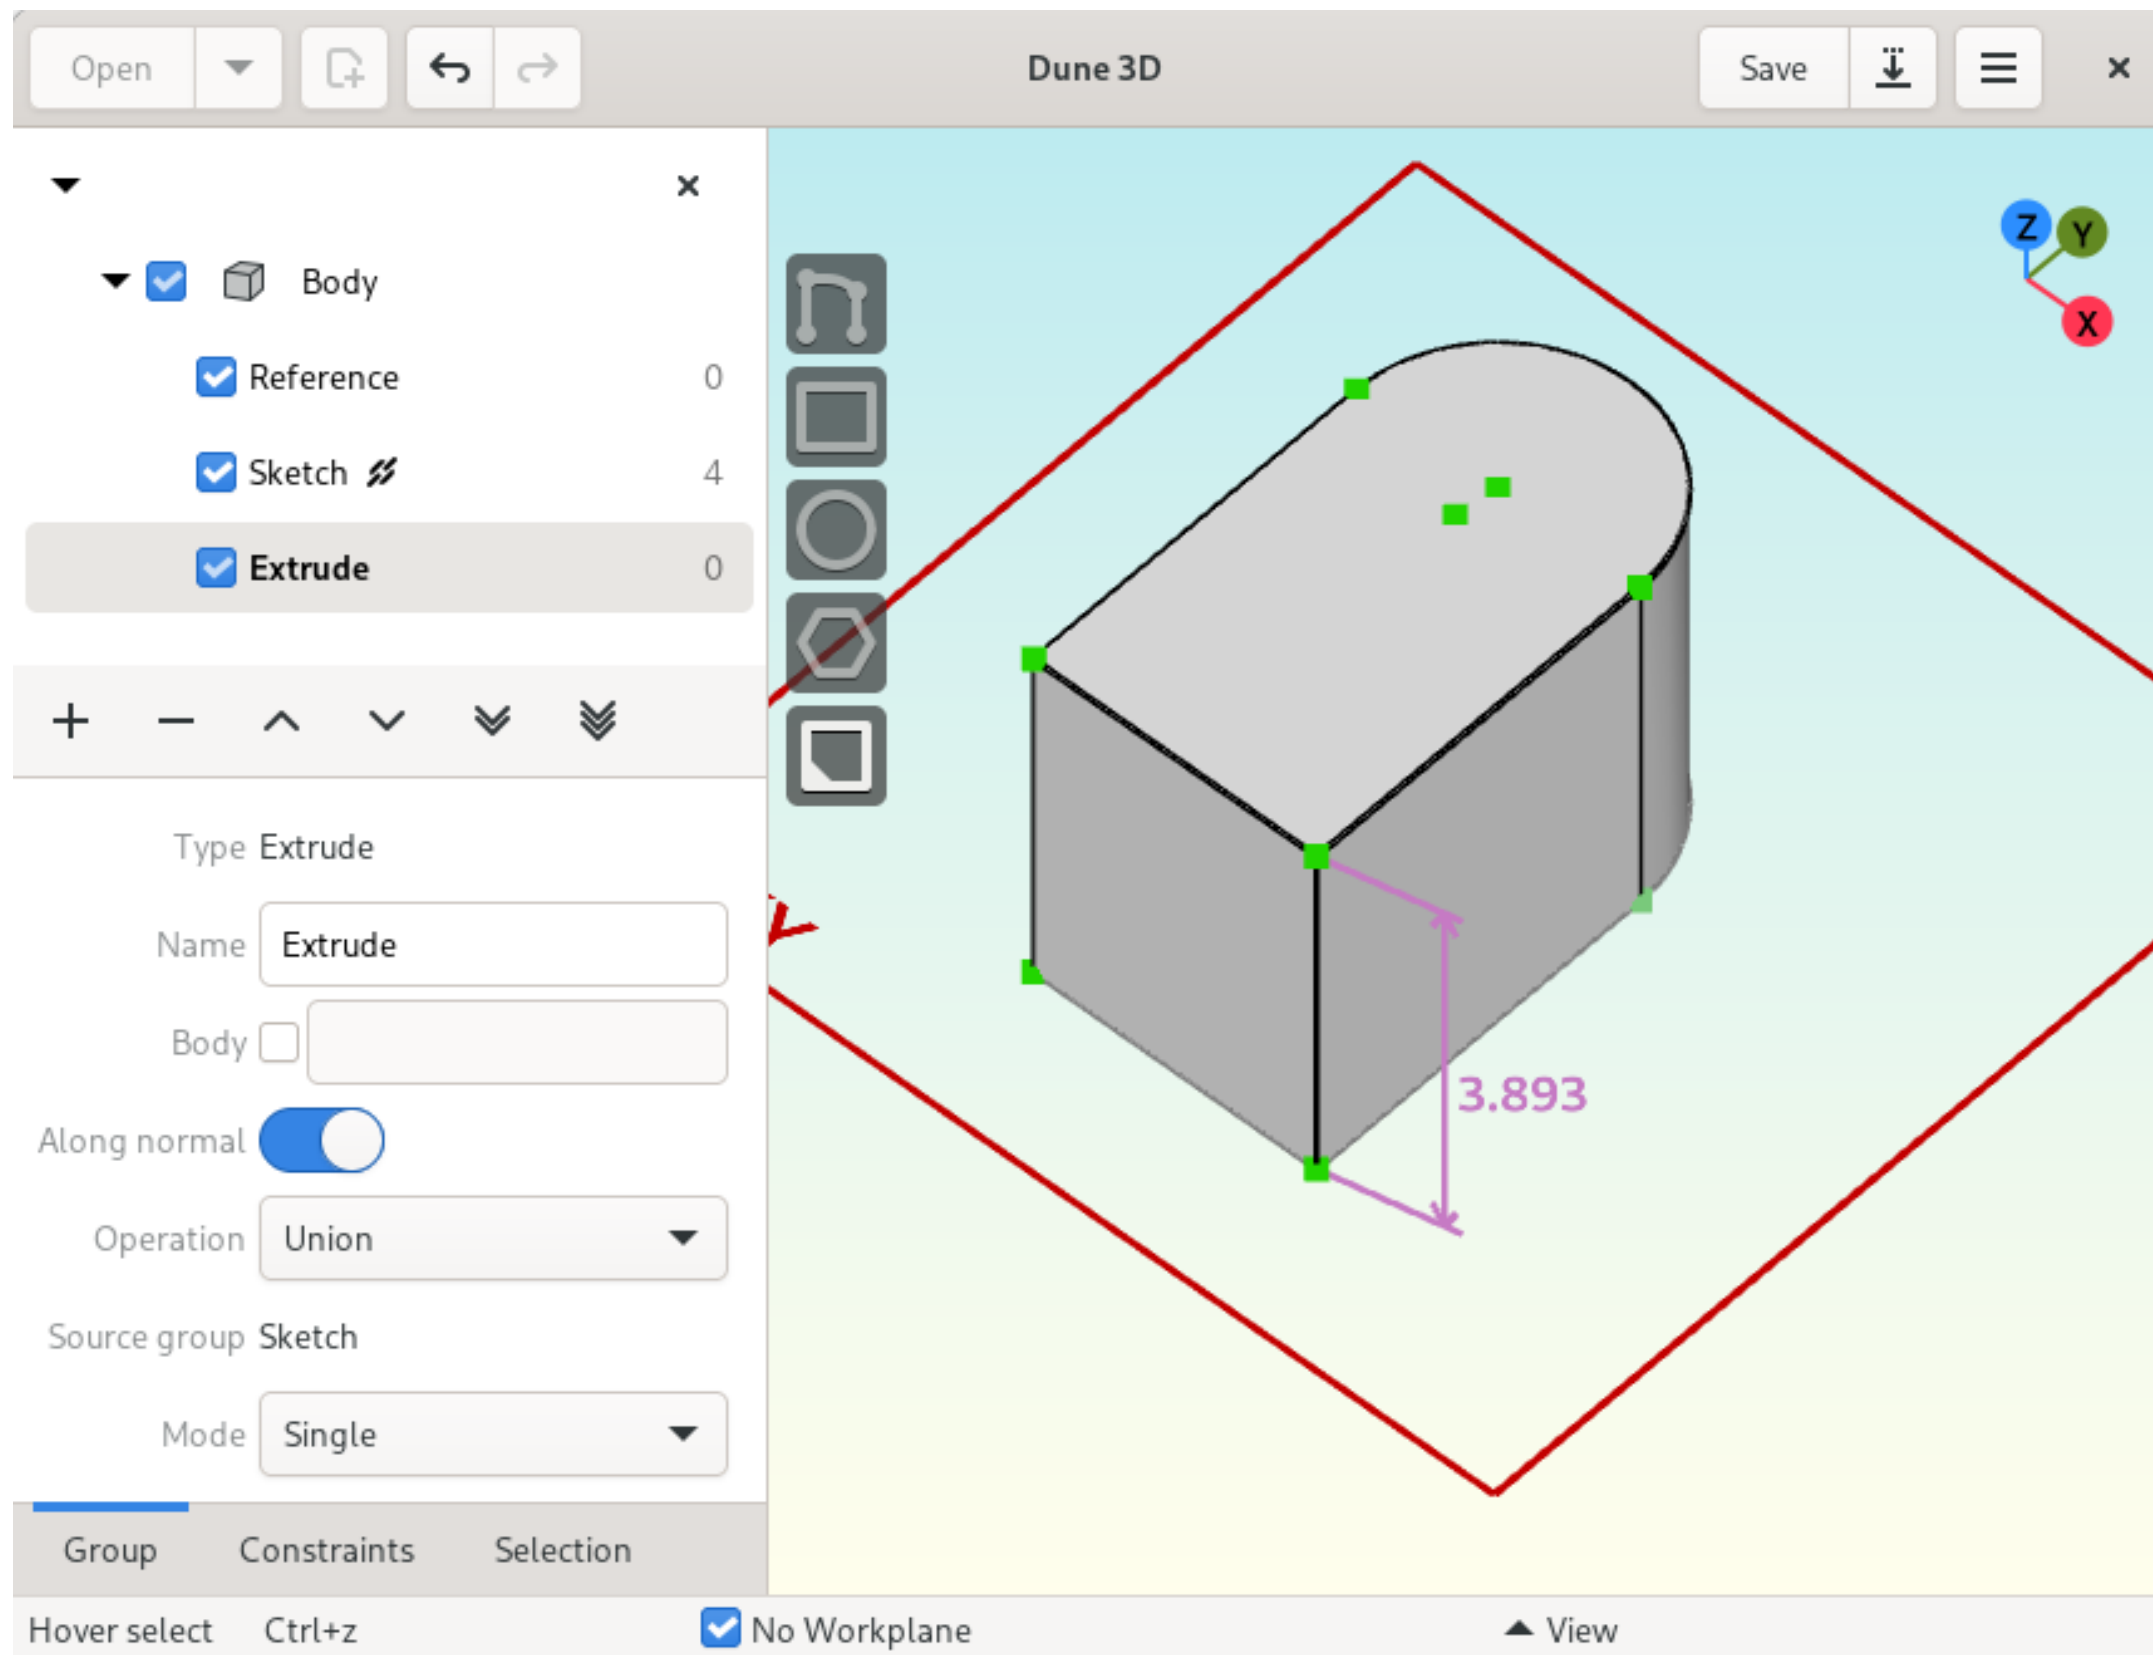 Open
Dune 3D
Save
Body
Reference 0
Sketch 4
Extrude 0
Z Y
X
Type Extrude
Name Extrude
Body
Along normal
Operation Union
Source group Sketch
Mode Single
3.893
Group Constraints Selection
Hover select Ctrl+z No Workplane View